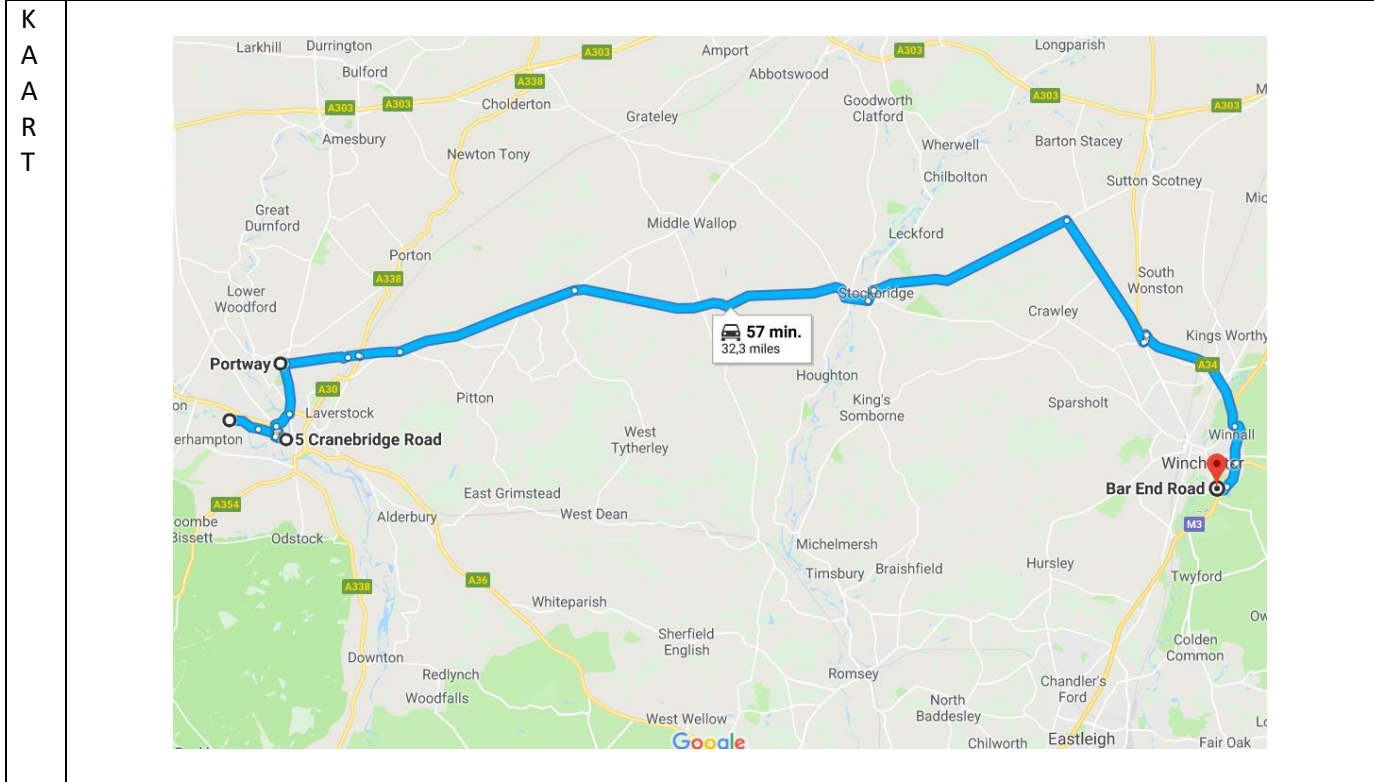 K
A
A
R
T
Larkhill
Durrington
A303
Amport
A303
Longparish
Bulford
Abbotswood
A338
A303
A303
Cholderton
Goodworth
Clatford
A303
A303
Amesbury
Grateley
Newton Tony
Wherwell
Barton Stacey
Chilbolton
Sutton Scotney
Great
Durnford
Middle Wallop
Leckford
Porton
A338
South
Wonston
Lower
Woodford
Stockbridge
Crawley
57 min.
32,3 miles
Kings Worthy
Portway
A34
Houghton
A30
Pitton
King's
Somborne
Sparsholt
Laverstock
erhampton
5 Cranebridge Road
West
Tytherley
Winnall
Winchester
Bar End Road
East Grimstead
A354
West Dean
Alderbury
M3
oombe
Bissett
Odstock
Michelmersh
Timsbury
Braishfield
Hursley
Twyford
A338
A36
Whiteparish
Sherfield
English
Colden
Common
Downton
Redlynch
Romsey
Chandler's
Ford
Woodfalls
North
Baddesley
West Wellow
Google
Chilworth
Eastleigh
Fair Oak